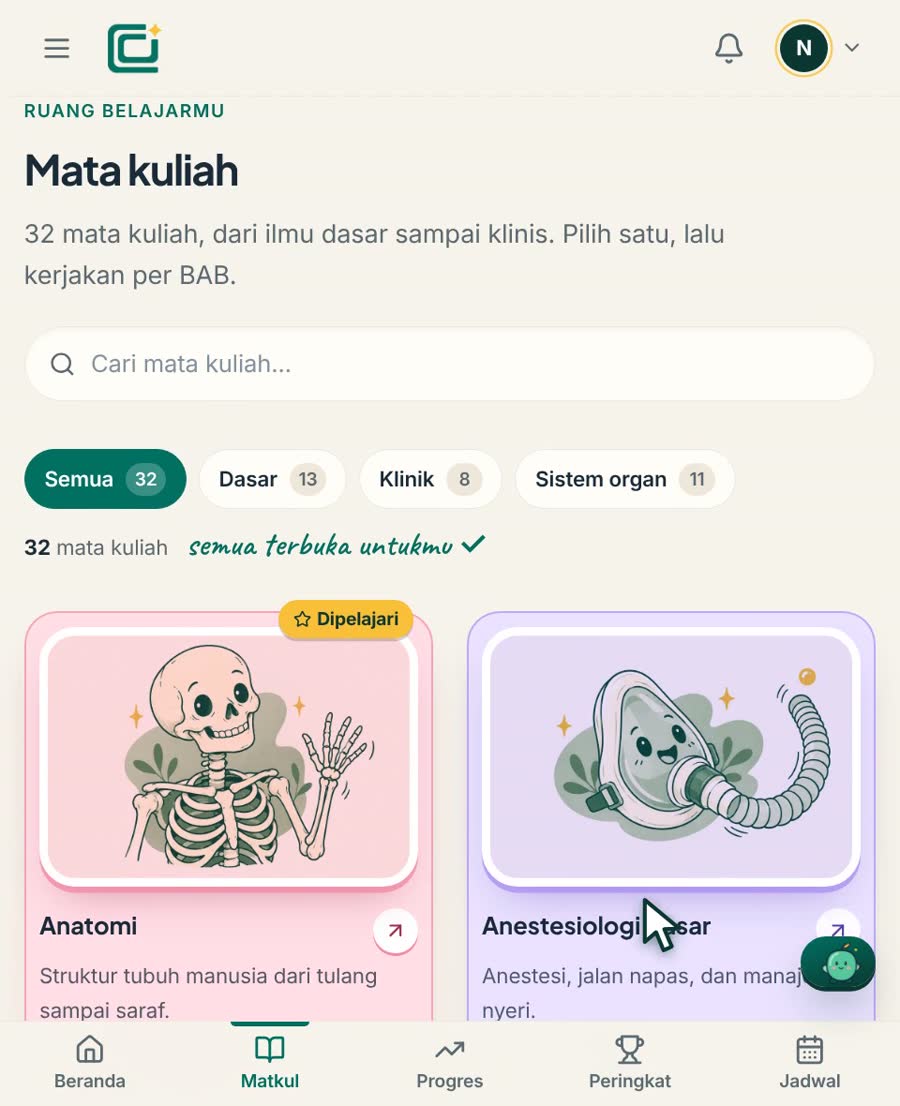 N
RUANG BELAJARMU
Mata kuliah
32 mata kuliah, dari ilmu dasar sampai klinis. Pilih satu, lalu
kerjakan per BAB.
Cari mata kuliah...
Semua 32 Dasar 13 Klinik 8 Sistem organ 11
32 mata kuliah semua terbuka untukmu
Dipelajari
Anatomi
Struktur tubuh manusia dari tulang
sampai saraf.
Anestesi, jalan napas, dan
nyeri.
Beranda Matkul Progres Peringkat Jadwal